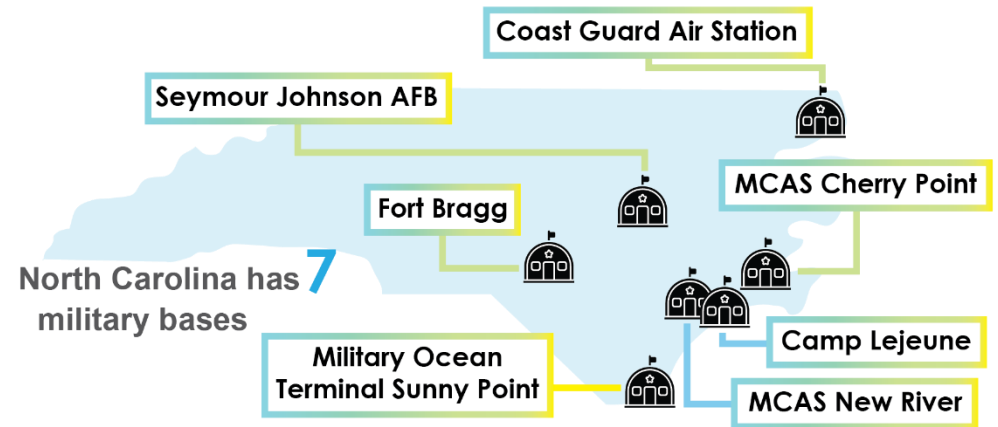 Coast Guard Air Station
Seymour Johnson AFB
MCAS Cherry Point
Fort Bragg
North Carolina has 7
military bases
Camp Lejeune
Military Ocean
Terminal Sunny Point
MCAS New River